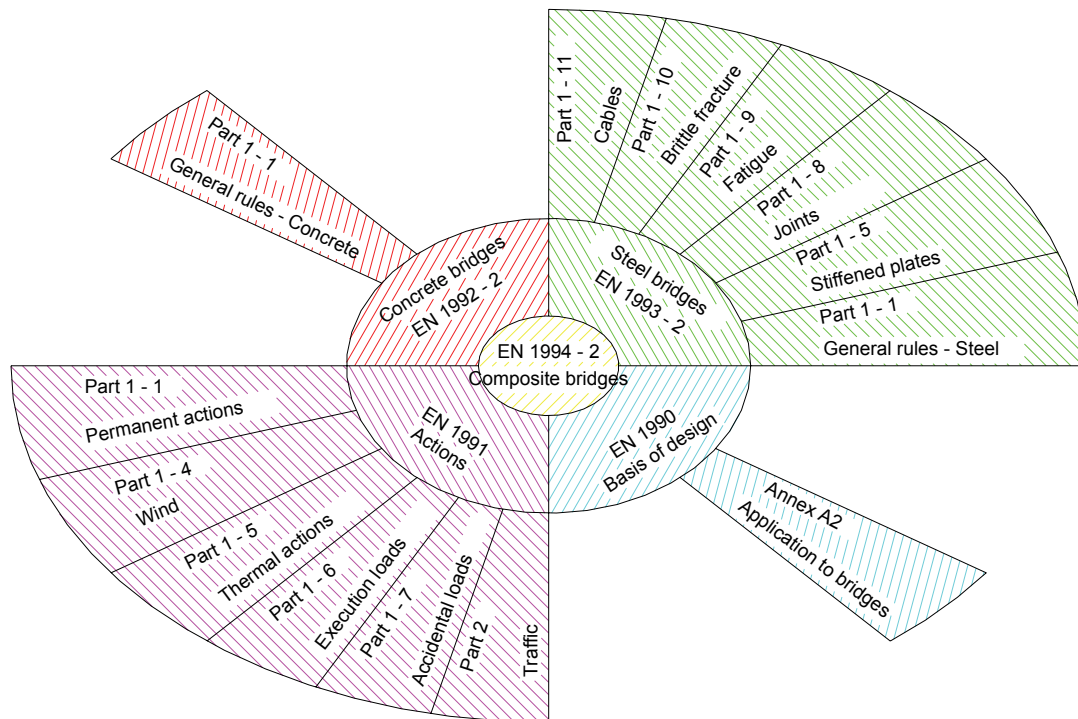 Part 1 - 11
Cables
Part 1 - 10
Brittle fracture
Part 1 - 9
Fatigue
Part 1 - 8
Joints
Part 1 - 5
Stiffened plates
Part 1 - 1
General rules - Steel
Part 1 - 1
General rules - Concrete
Concrete bridges
EN 1992 - 2
Steel bridges
EN 1993 - 2
EN 1994 - 2
Composite bridges
EN 1991
Actions
EN 1990
Basis of design
Part 1 - 1
Permanent actions
Part 1 - 4
Wind
Part 1 - 5
Thermal actions
Part 1 - 6
Execution loads
Part 1 - 7
Accidental loads
Part 2
Traffic
Annex A2
Application to bridges